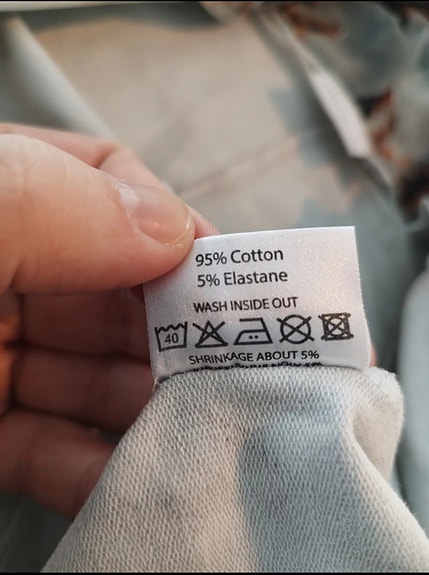 95% Cotton
5% Elastane
WASH INSIDE OUT
40
SHRINKAGE ABOUT 5%